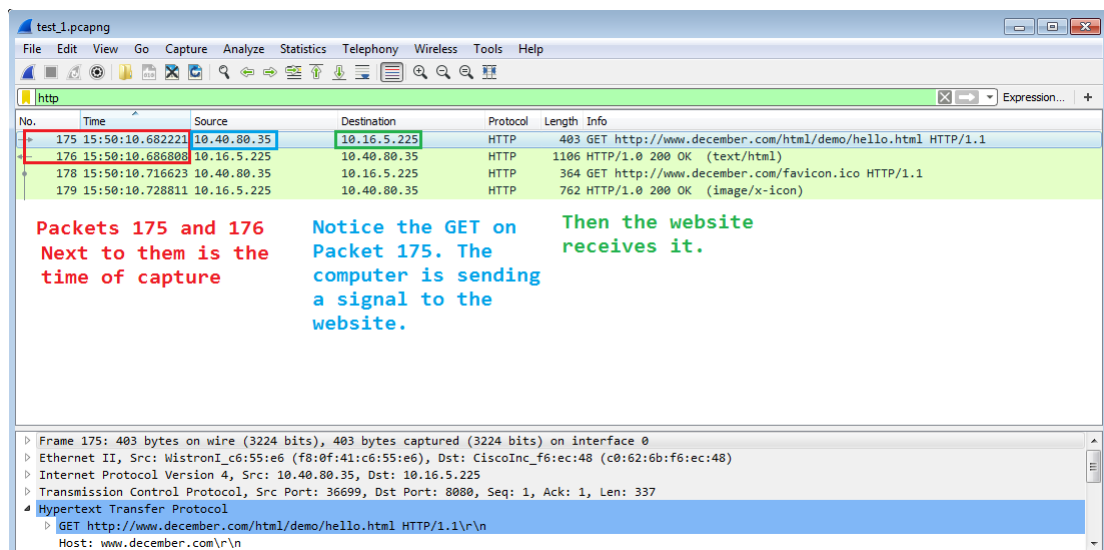 test_1.pcapng
File Edit View Go Capture Analyze Statistics Telephony Wireless Tools Help
http Expression... +
No. Time Source Destination Protocol Length Info
175 15:50:10.682221 10.40.80.35 10.16.5.225 HTTP 403 GET http://www.december.com/html/demo/hello.html HTTP/1.1
176 15:50:10.686808 10.16.5.225 10.40.80.35 HTTP 1106 HTTP/1.0 200 OK (text/html)
178 15:50:10.716623 10.40.80.35 10.16.5.225 HTTP 364 GET http://www.december.com/favicon.ico HTTP/1.1
179 15:50:10.728811 10.16.5.225 10.40.80.35 HTTP 762 HTTP/1.0 200 OK (image/x-icon)
Packets 175 and 176
Next to them is the
time of capture
Notice the GET on
Packet 175. The
computer is sending
a signal to the
website.
Then the website
receives it.
Frame 175: 403 bytes on wire (3224 bits), 403 bytes captured (3224 bits) on interface 0
Ethernet II, Src: WistronI_c6:55:e6 (f8:0f:41:c6:55:e6), Dst: CiscoInc_f6:ec:48 (c0:62:6b:f6:ec:48)
Internet Protocol Version 4, Src: 10.40.80.35, Dst: 10.16.5.225
Transmission Control Protocol, Src Port: 36699, Dst Port: 8080, Seq: 1, Ack: 1, Len: 337
Hypertext Transfer Protocol
GET http://www.december.com/html/demo/hello.html HTTP/1.1\r\n
Host: www.december.com\r\n